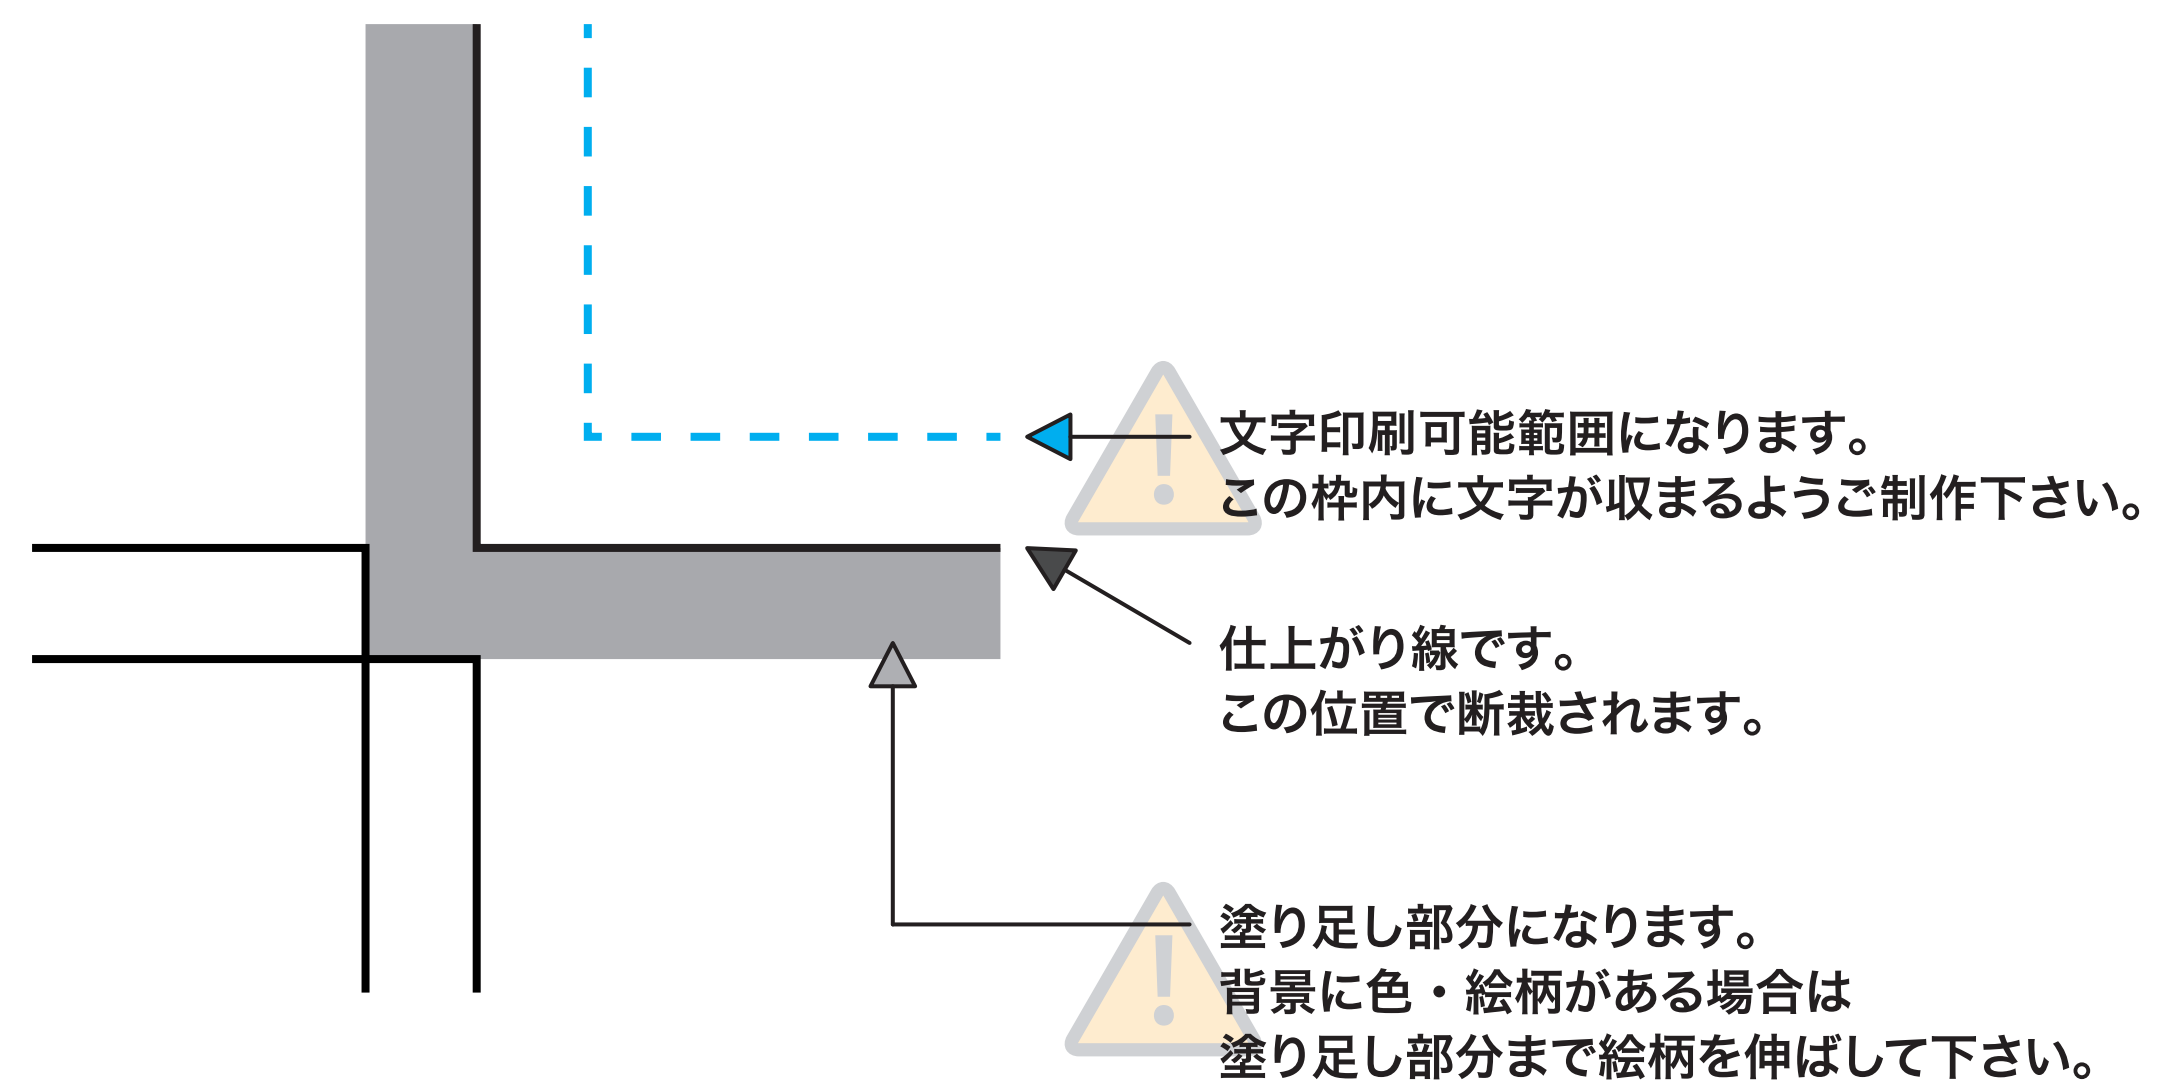 文字印刷可能範囲になります。
この枠内に文字が収まるようご制作下さい。
仕上がり線です。
この位置で断裁されます。
塗り足し部分になります。
背景に色・絵柄がある場合は
塗り足し部分まで絵柄を伸ばして下さい。